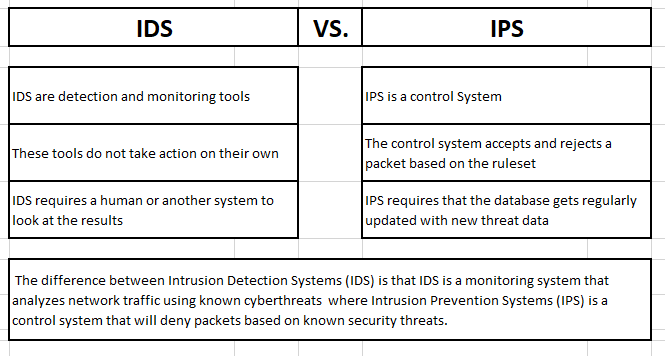 IDS VS. IPS
IDS are detection and monitoring tools
IPS is a control System
These tools do not take action on their own
The control system accepts and rejects a
packet based on the ruleset
IDS requires a human or another system to
look at the results
IPS requires that the database gets regularly
updated with new threat data
The difference between Intrusion Detection Systems (IDS) is that IDS is a monitoring system that
analyzes network traffic using known cyberthreats where Intrusion Prevention Systems (IPS) is a
control system that will deny packets based on known security threats.